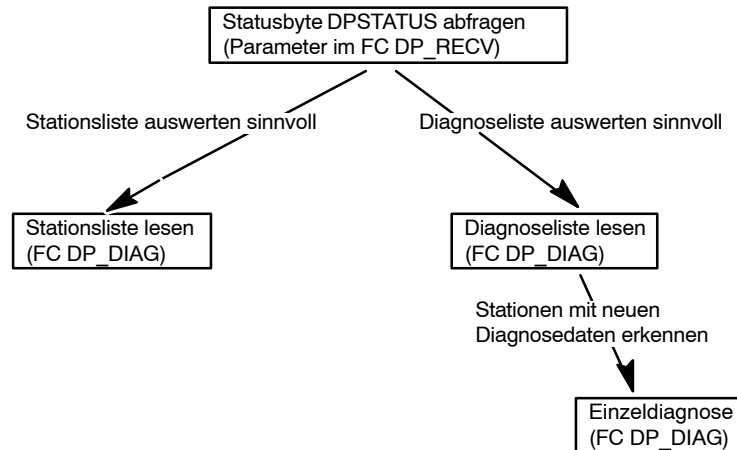 Statusbyte DPSTATUS abfragen
(Parameter im FC DP_RECV)
Stationsliste auswerten sinnvoll
Diagnoseliste auswerten sinnvoll
Stationsliste lesen
(FC DP_DIAG)
Diagnoseliste lesen
(FC DP_DIAG)
Stationen mit neuen
Diagnosedaten erkennen
Einzeldiagnose
(FC DP_DIAG)